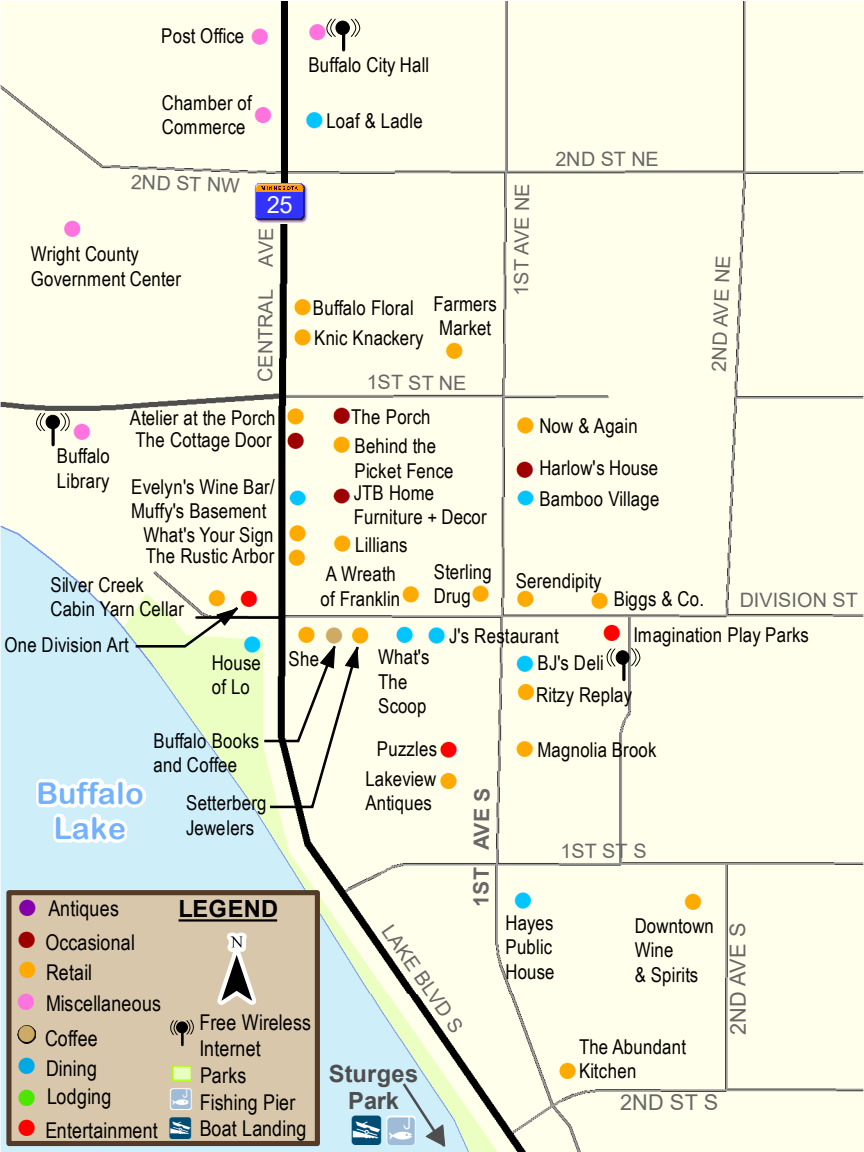 Post Office
Buffalo City Hall
Chamber of
Commerce
Loaf & Ladle
2ND ST NE
2ND ST NW
MINNESOTA
25
1ST AVE NE
Wright County
Government Center
CENTRAL AVE
2ND AVE NE
Buffalo Floral
Farmers
Market
Knic Knackery
1ST ST NE
Atelier at the Porch
The Porch
The Cottage Door
Now & Again
Behind the
Picket Fence
Buffalo
Library
Harlow's House
Evelyn's Wine Bar/
Muffy's Basement
JTB Home
Furniture + Decor
Bamboo Village
What's Your Sign
Lillians
The Rustic Arbor
Silver Creek
Cabin Yarn Cellar
A Wreath
of Franklin
Sterling
Drug
Serendipity
Biggs & Co.
DIVISION ST
One Division Art
House
of Lo
She
What's
The
Scoop
J's Restaurant
Imagination Play Parks
BJ's Deli
Ritzy Replay
Buffalo Books
and Coffee
Puzzles
Magnolia Brook
Setterberg
Jewelers
Lakeview
Antiques
Buffalo
Lake
1ST AVE S
1ST ST S
LAKE BLVD S
Hayes
Public
House
Downtown
Wine
& Spirits
2ND AVE S
The Abundant
Kitchen
2ND ST S
Sturges
Park
LEGEND
Antiques
Occasional
Retail
Miscellaneous
Coffee
Dining
Lodging
Entertainment
N
Free Wireless
Internet
Parks
Fishing Pier
Boat Landing